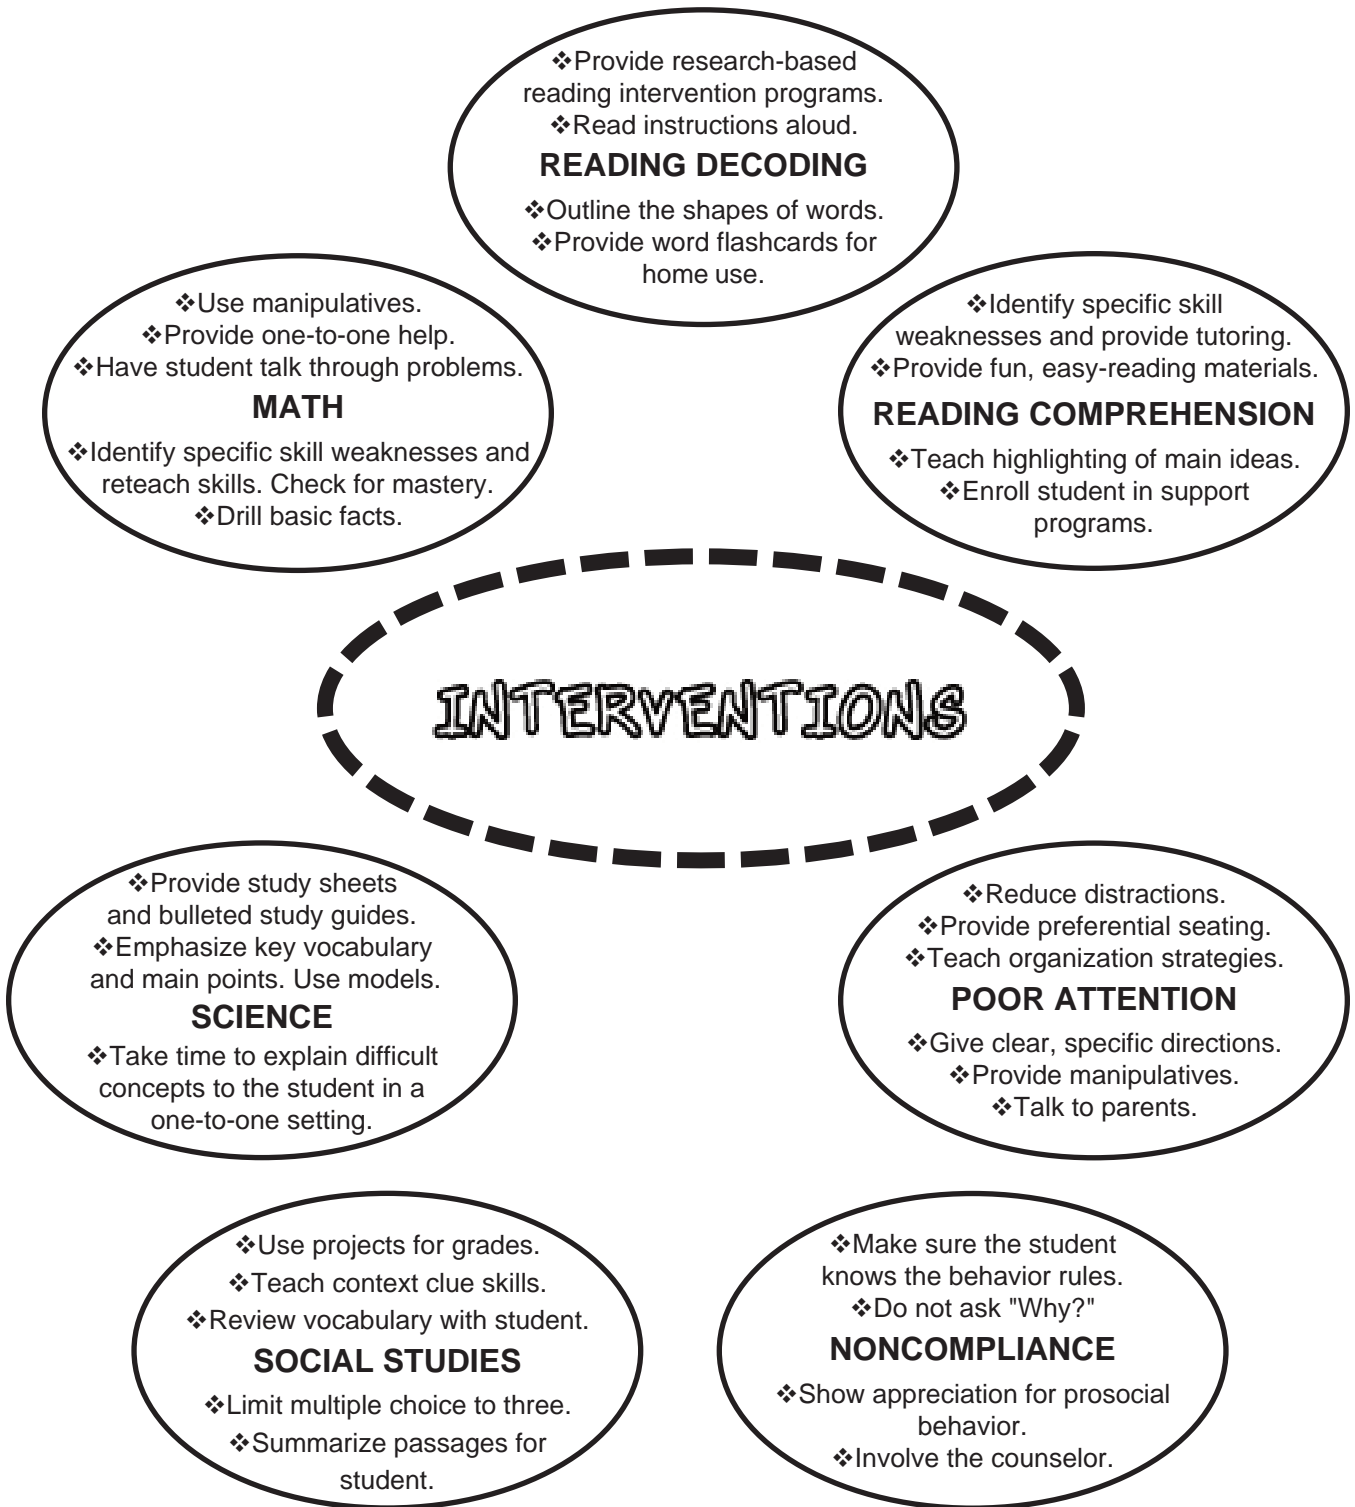 ❖Provide research-based
reading intervention programs.
❖Read instructions aloud.
READING DECODING
❖Outline the shapes of words.
❖Provide word flashcards for
home use.
❖Use manipulatives.
❖Provide one-to-one help.
❖Have student talk through problems.
MATH
❖Identify specific skill weaknesses and
reteach skills. Check for mastery.
❖Drill basic facts.
❖Identify specific skill
weaknesses and provide tutoring.
❖Provide fun, easy-reading materials.
READING COMPREHENSION
❖Teach highlighting of main ideas.
❖Enroll student in support
programs.
INTERVENTIONS
❖Provide study sheets
and bulleted study guides.
❖Emphasize key vocabulary
and main points. Use models.
SCIENCE
❖Take time to explain difficult
concepts to the student in a
one-to-one setting.
❖Reduce distractions.
❖Provide preferential seating.
❖Teach organization strategies.
POOR ATTENTION
❖Give clear, specific directions.
❖Provide manipulatives.
❖Talk to parents.
❖Use projects for grades.
❖Teach context clue skills.
❖Review vocabulary with student.
SOCIAL STUDIES
❖Limit multiple choice to three.
❖Summarize passages for
student.
❖Make sure the student
knows the behavior rules.
❖Do not ask "Why?"
NONCOMPLIANCE
❖Show appreciation for prosocial
behavior.
❖Involve the counselor.